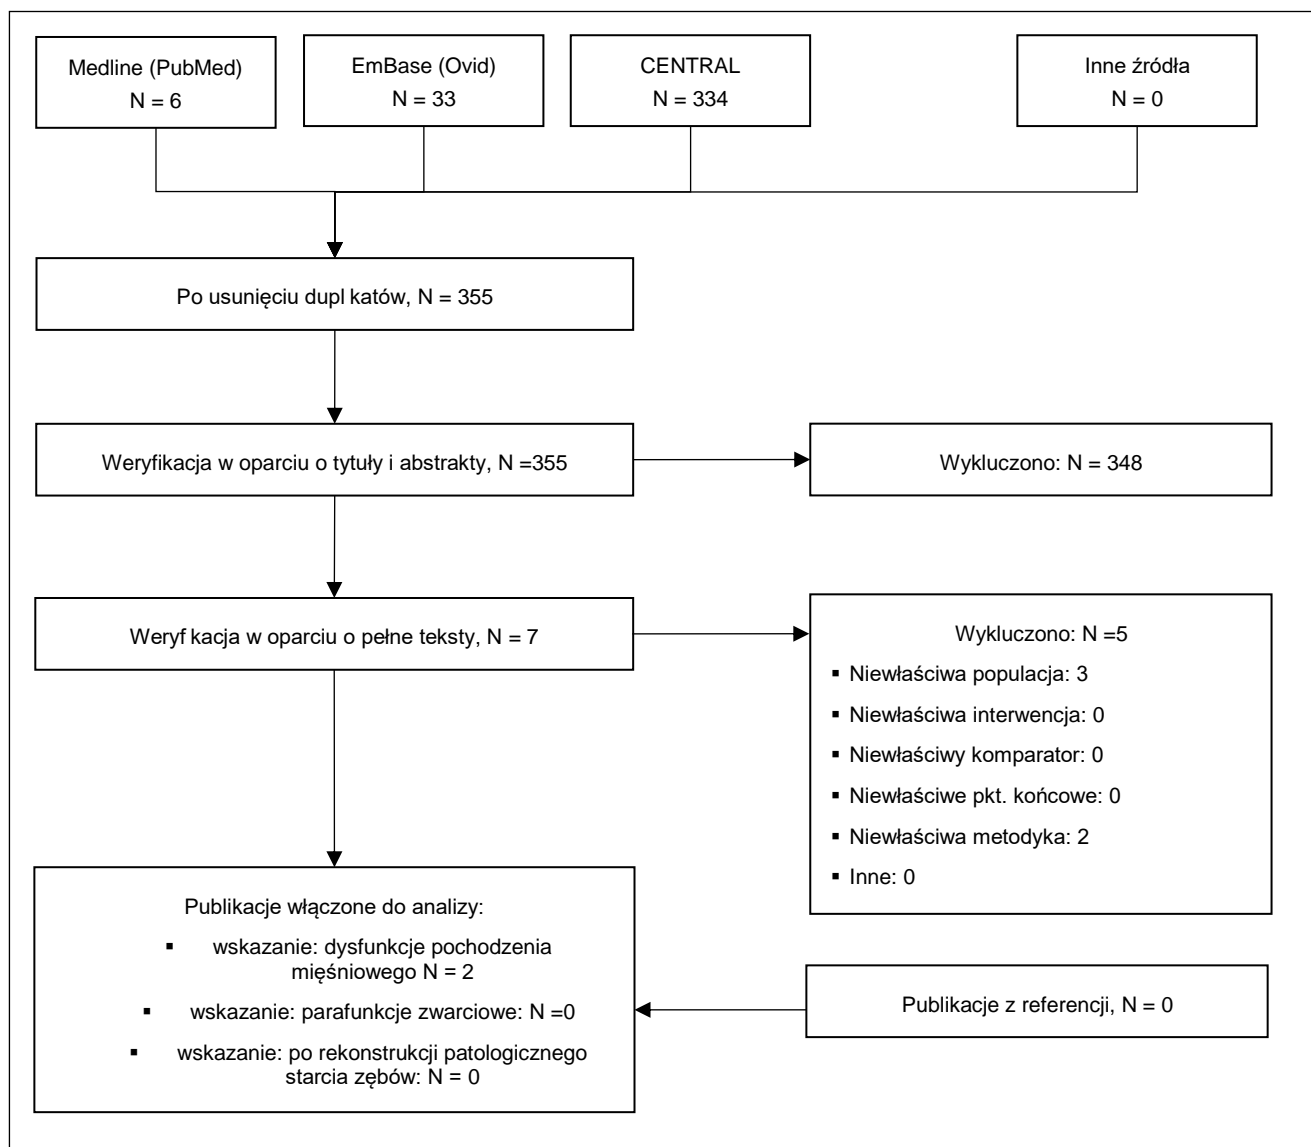 Medline (PubMed)
N = 6
EmBase (Ovid)
N = 33
CENTRAL
N = 334
Inne źródła
N = 0
Po usunięciu dupl katów, N = 355
Weryfikacja w oparciu o tytuły i abstrakty, N =355
Wykluczono: N = 348
Weryf kacja w oparciu o pełne teksty, N = 7
Wykluczono: N =5
▪ Niewłaściwa populacja: 3
▪ Niewłaściwa interwencja: 0
▪ Niewłaściwy komparator: 0
▪ Niewłaściwe pkt. końcowe: 0
▪ Niewłaściwa metodyka: 2
▪ Inne: 0
Publikacje włączone do analizy:
▪ wskazanie: dysfunkcje pochodzenia
mięśniowego N = 2
▪ wskazanie: parafunkcje zwarciowe: N =0
▪ wskazanie: po rekonstrukcji patologicznego
starcia zębów: N = 0
Publikacje z referencji, N = 0